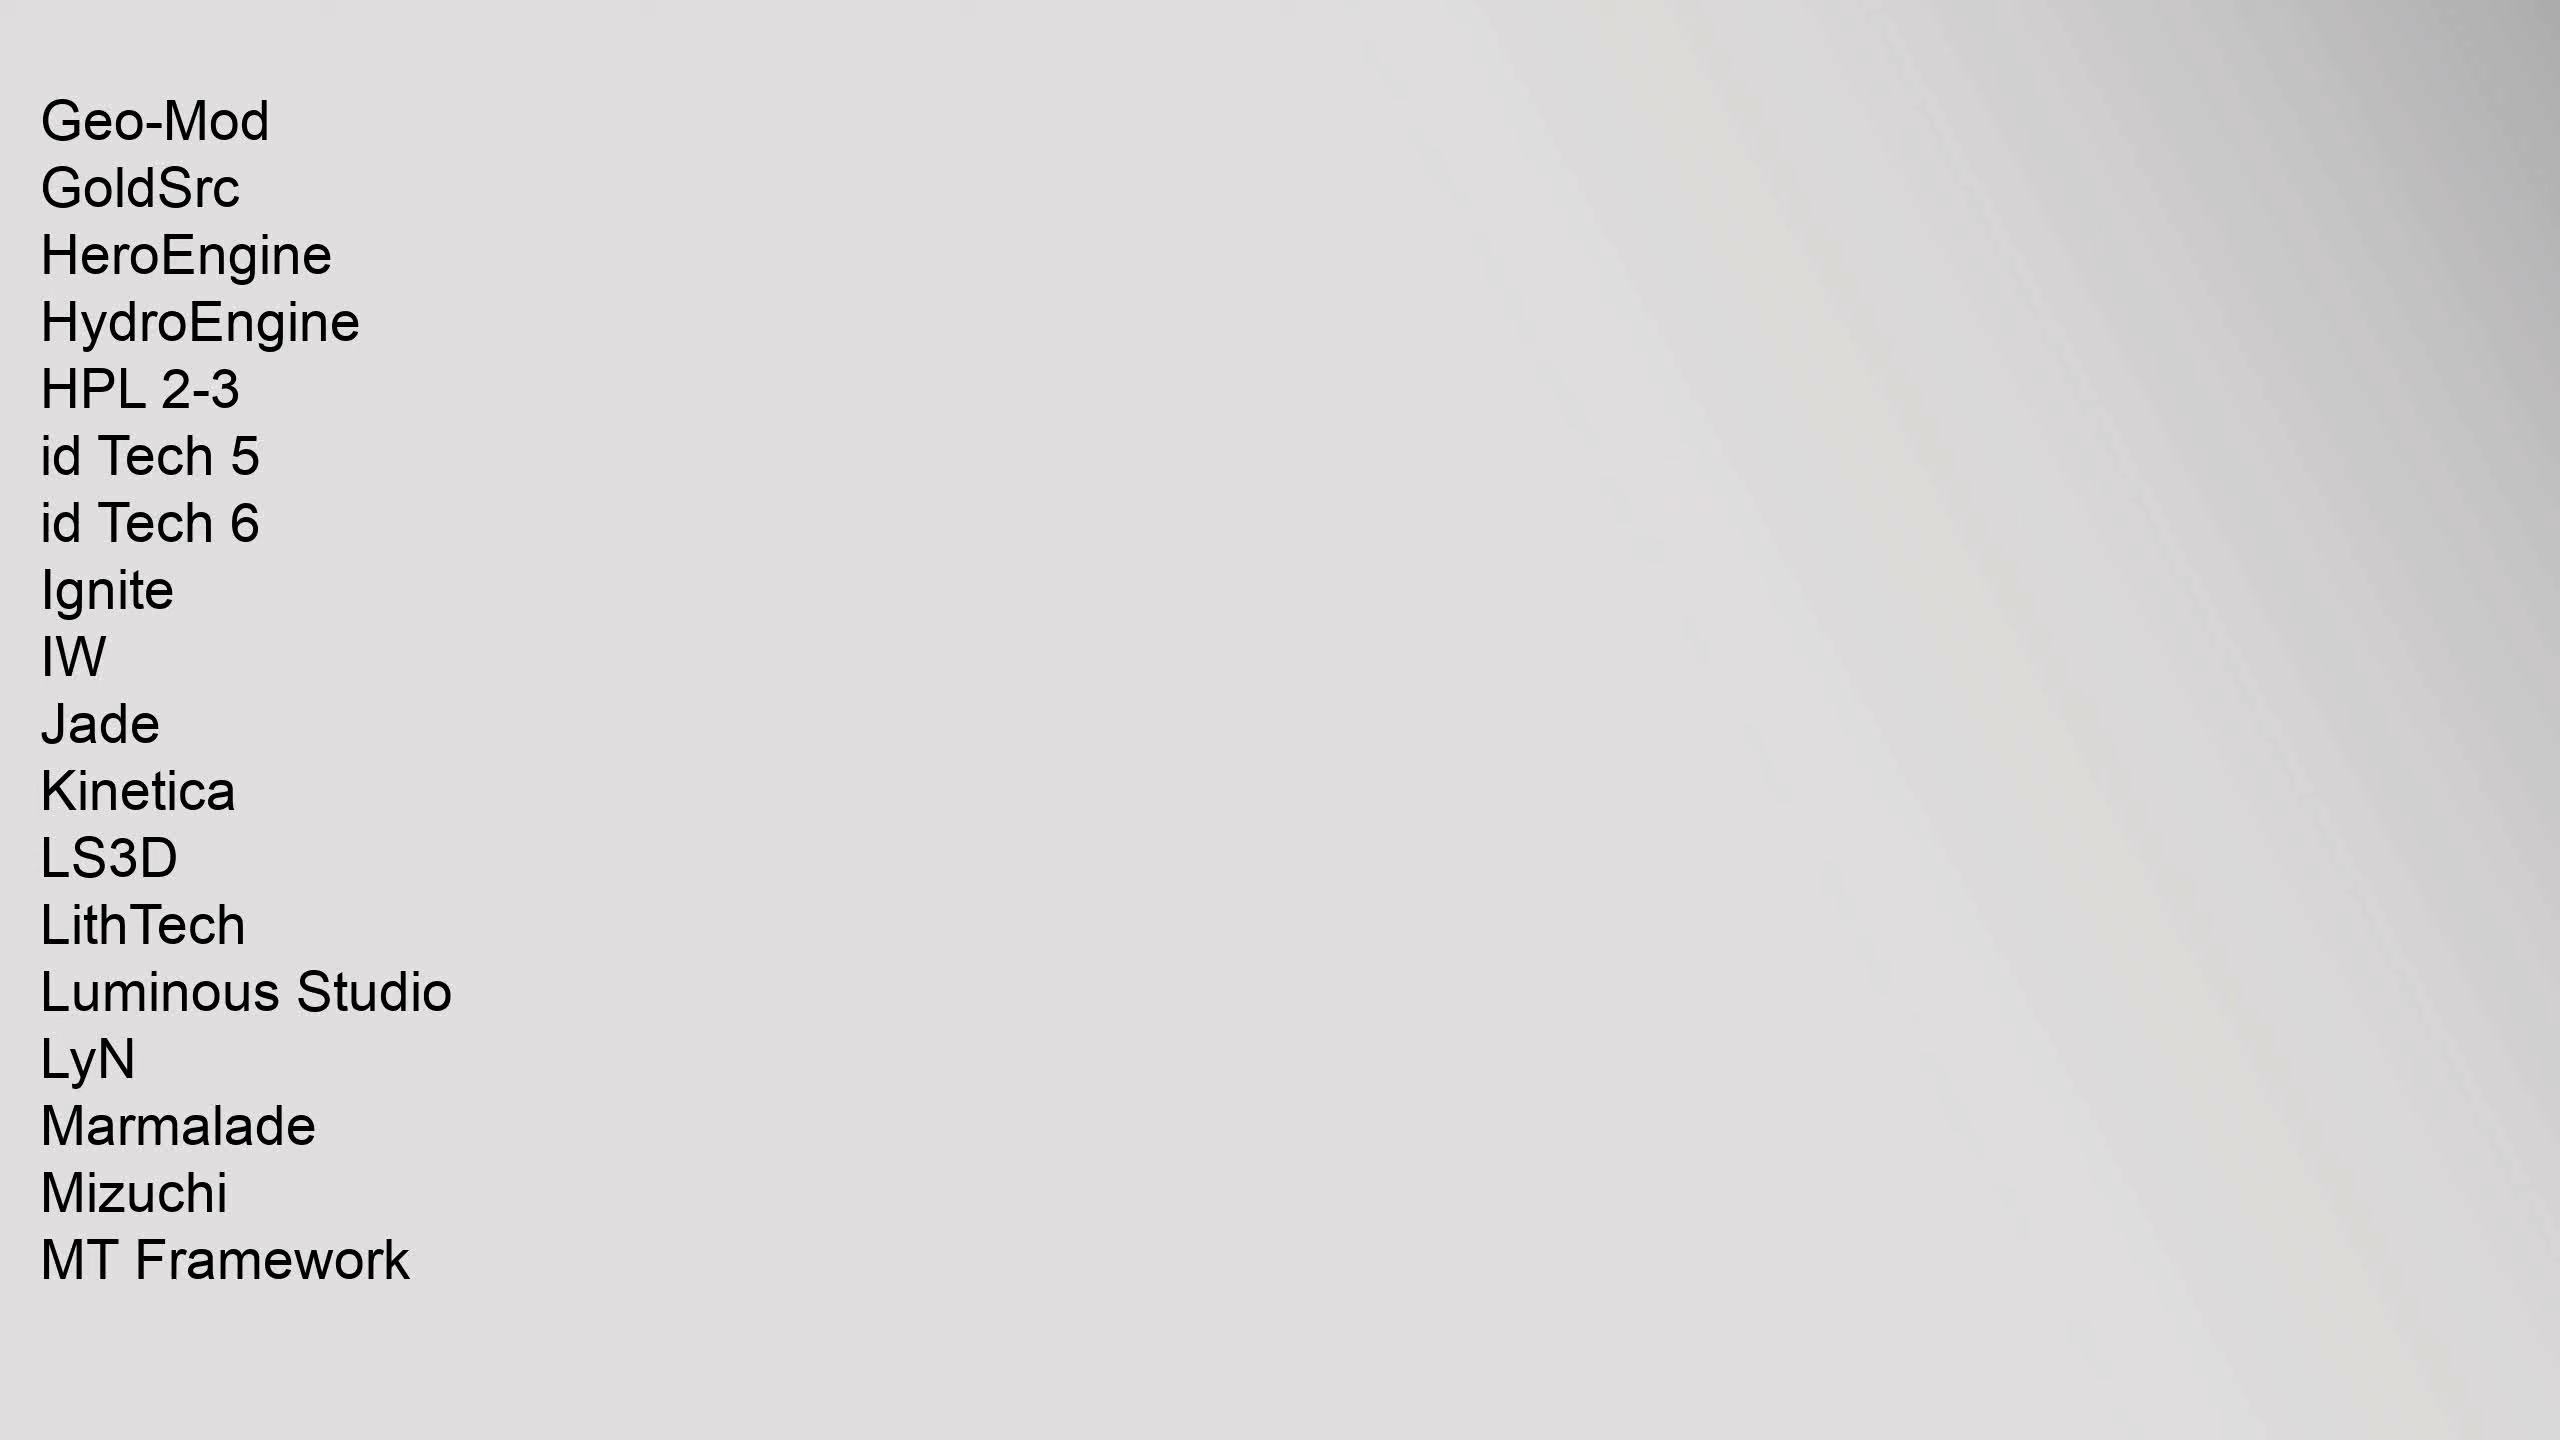 Geo-Mod
GoldSrc
HeroEngine
HydroEngine
HPL 2-3
id Tech 5
id Tech 6
Ignite
IW
Jade
Kinetica
LS3D
LithTech
Luminous Studio
LyN
Marmalade
Mizuchi
MT Framework